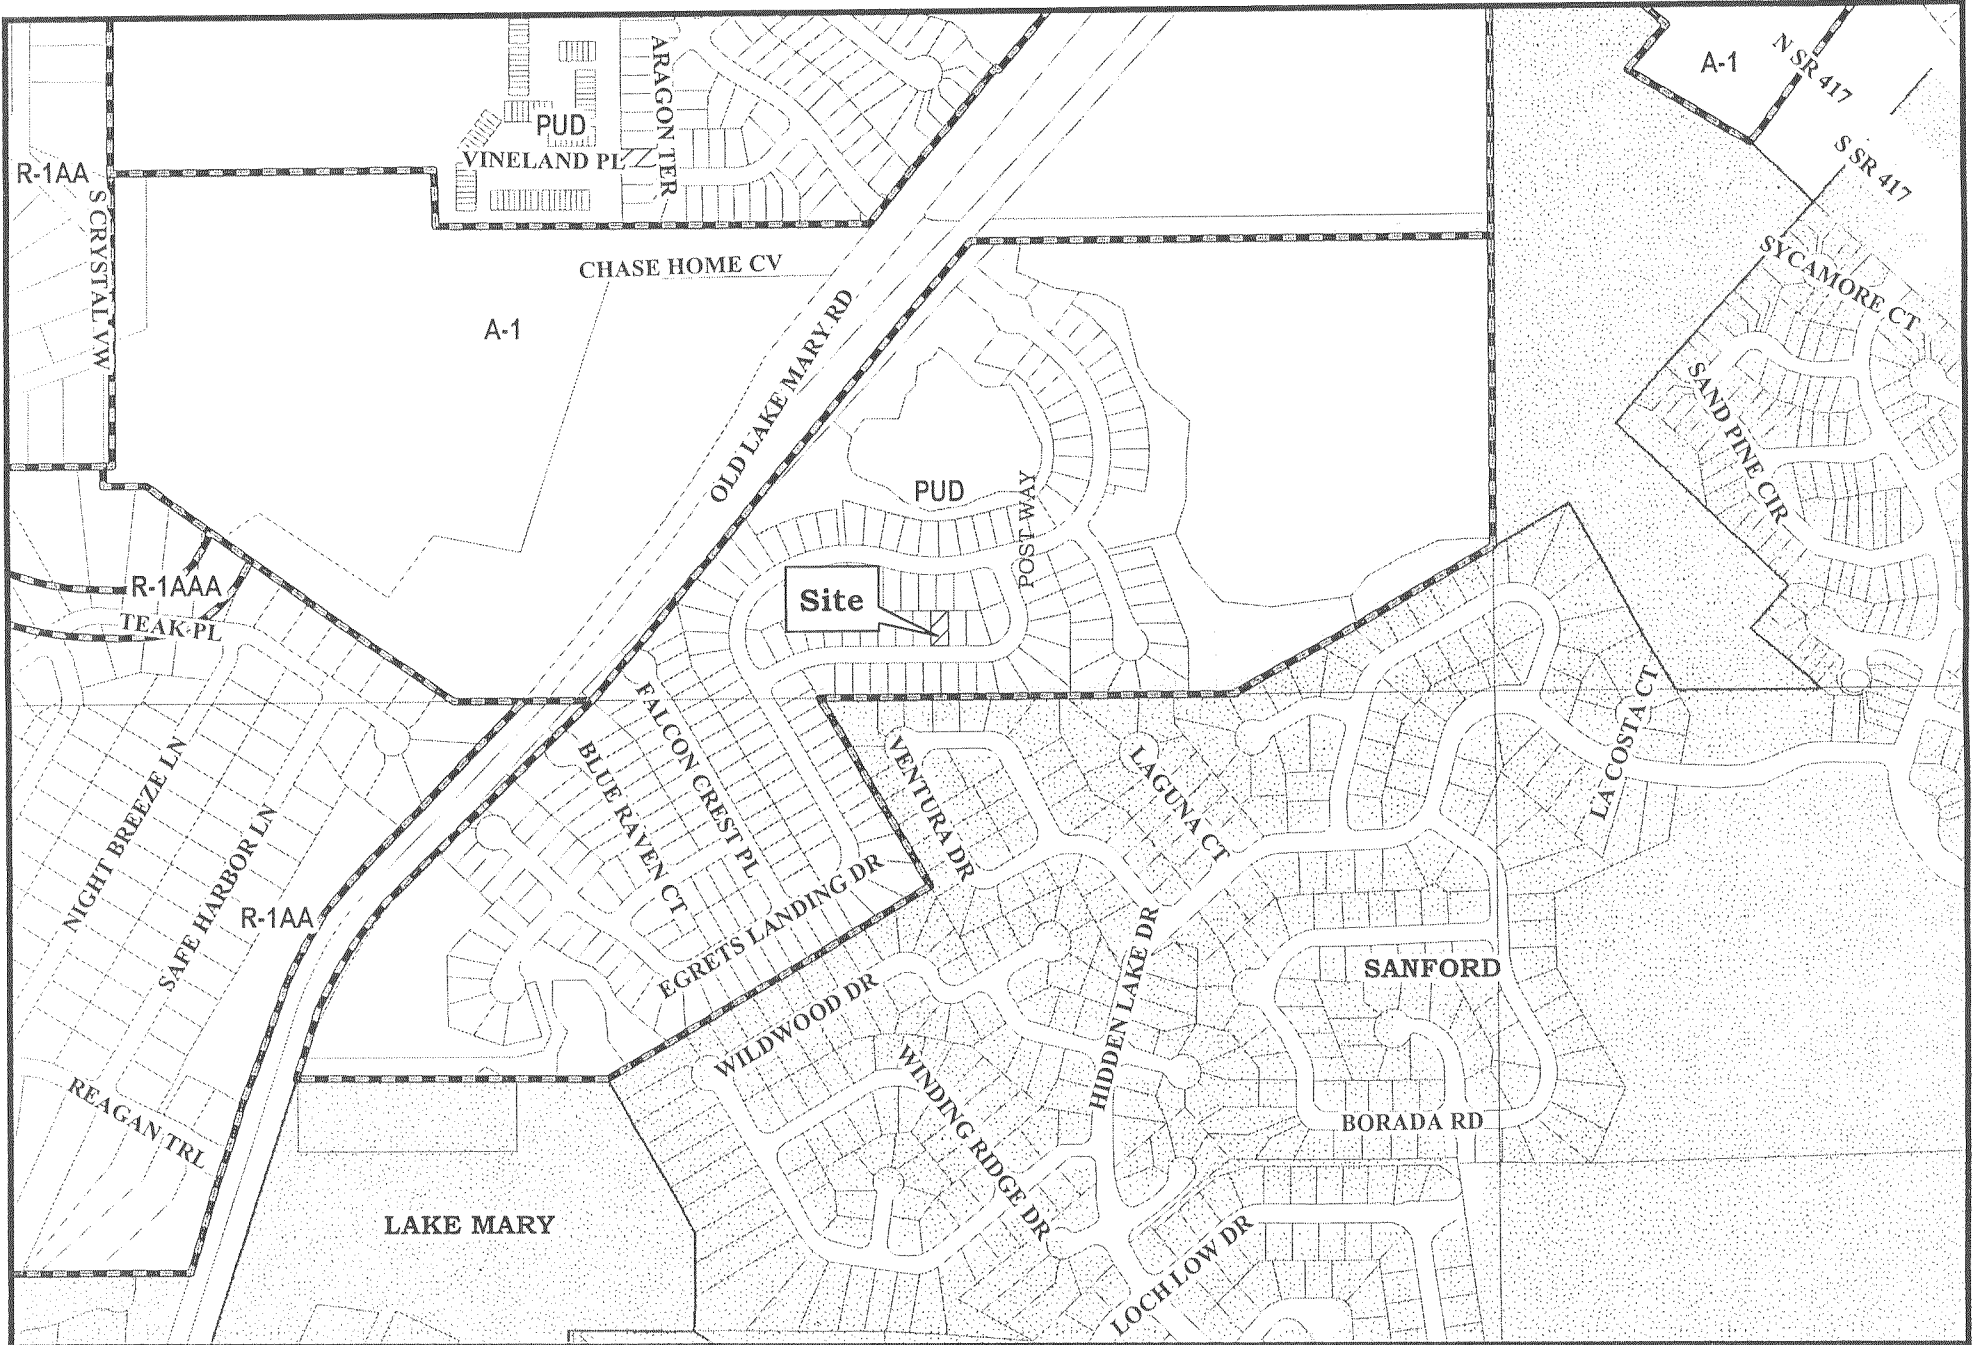 ARAGON TER
N SR 417
A-1
PUD
VINELAND PL
R-1AA
S SR 417
S CRYSTAL VW
SYCAMORE CT
CHASE HOME CV
A-1
OLD LAKE MARY RD
SAND PINE CIR
PUD
POST WAY
R-1AAA
Site
TEAK PL
FALCON CREST PL
LA COSTA CT
NIGHT BREEZE LN
BLUE RAVEN CT
VENTURA DR
LAGUNA CT
SAFE HARBOR LN
R-1AA
EGRETS LANDING DR
HIDDEN LAKE DR
SANFORD
WILDWOOD DR
WINDING RIDGE DR
REAGAN TRL
BORADA RD
LAKE MARY
LOCH LOW DR